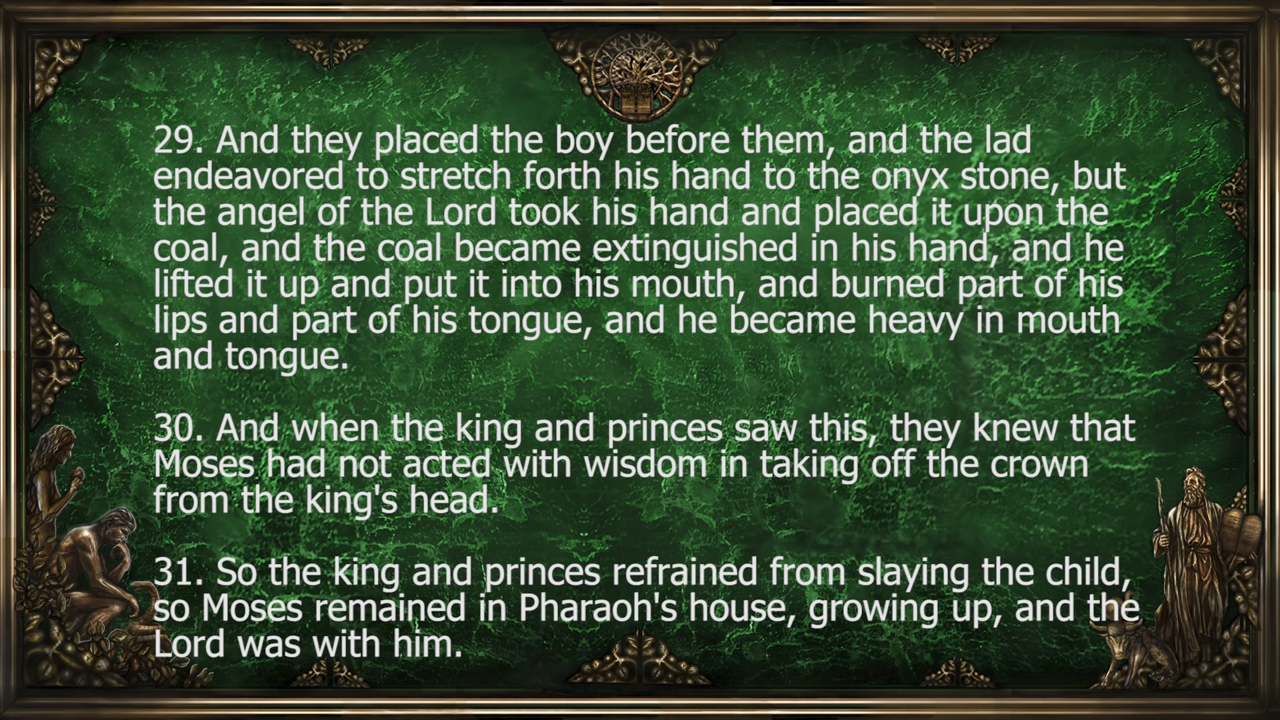 29. And they placed the boy before them, and the lad
endeavored to stretch forth his hand to the onyx stone, but
the angel of the Lord took his hand and placed it upon the
coal, and the coal became extinguished in his hand, and he
lifted it up and put it into his mouth, and burned part of his
lips and part of his tongue, and he became heavy in mouth
and tongue.
30. And when the king and princes saw this, they knew that
Moses had not acted with wisdom in taking off the crown
from the king's head.
31. So the king and princes refrained from slaying the child,
so Moses remained in Pharaoh's house, growing up, and the
Lord was with him.